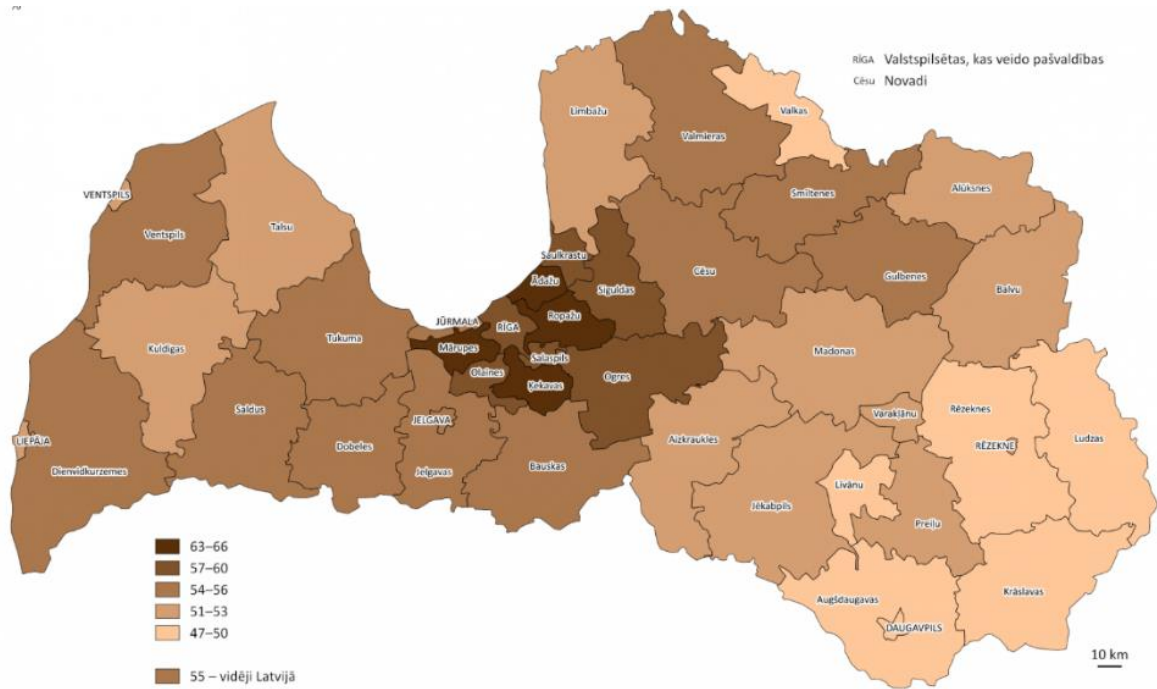 RĪGA Valstspilsētas, kas veido pašvaldības
Cēsu Novadi
Limbažu
Valmieras
Valkas
Smiltenes
Alūksnes
VENTSPILS
Ventspils
Talsu
Saulkrastu
Ādažu
Siguldas
Cēsu
Gulbenes
Balvu
Kuldīgas
Tukuma
JŪRMALA
RĪGA
Ropažu
Mārupes
Salaspils
Olaines
Ķekavas
Ogres
Madonas
LIEPĀJA
Dienvidkurzemes
Saldus
Dobeles
JELGAVA
Jelgavas
Bauskas
Aizkraukles
Varakļānu
Rēzeknes
RĒZEKNE
Ludzas
Jēkabpils
Līvānu
Preiļu
Augšdaugavas
DAUGAVPILS
Krāslavas
63–66
57–60
54–56
51–53
47–50
55 – vidēji Latvijā
10 km